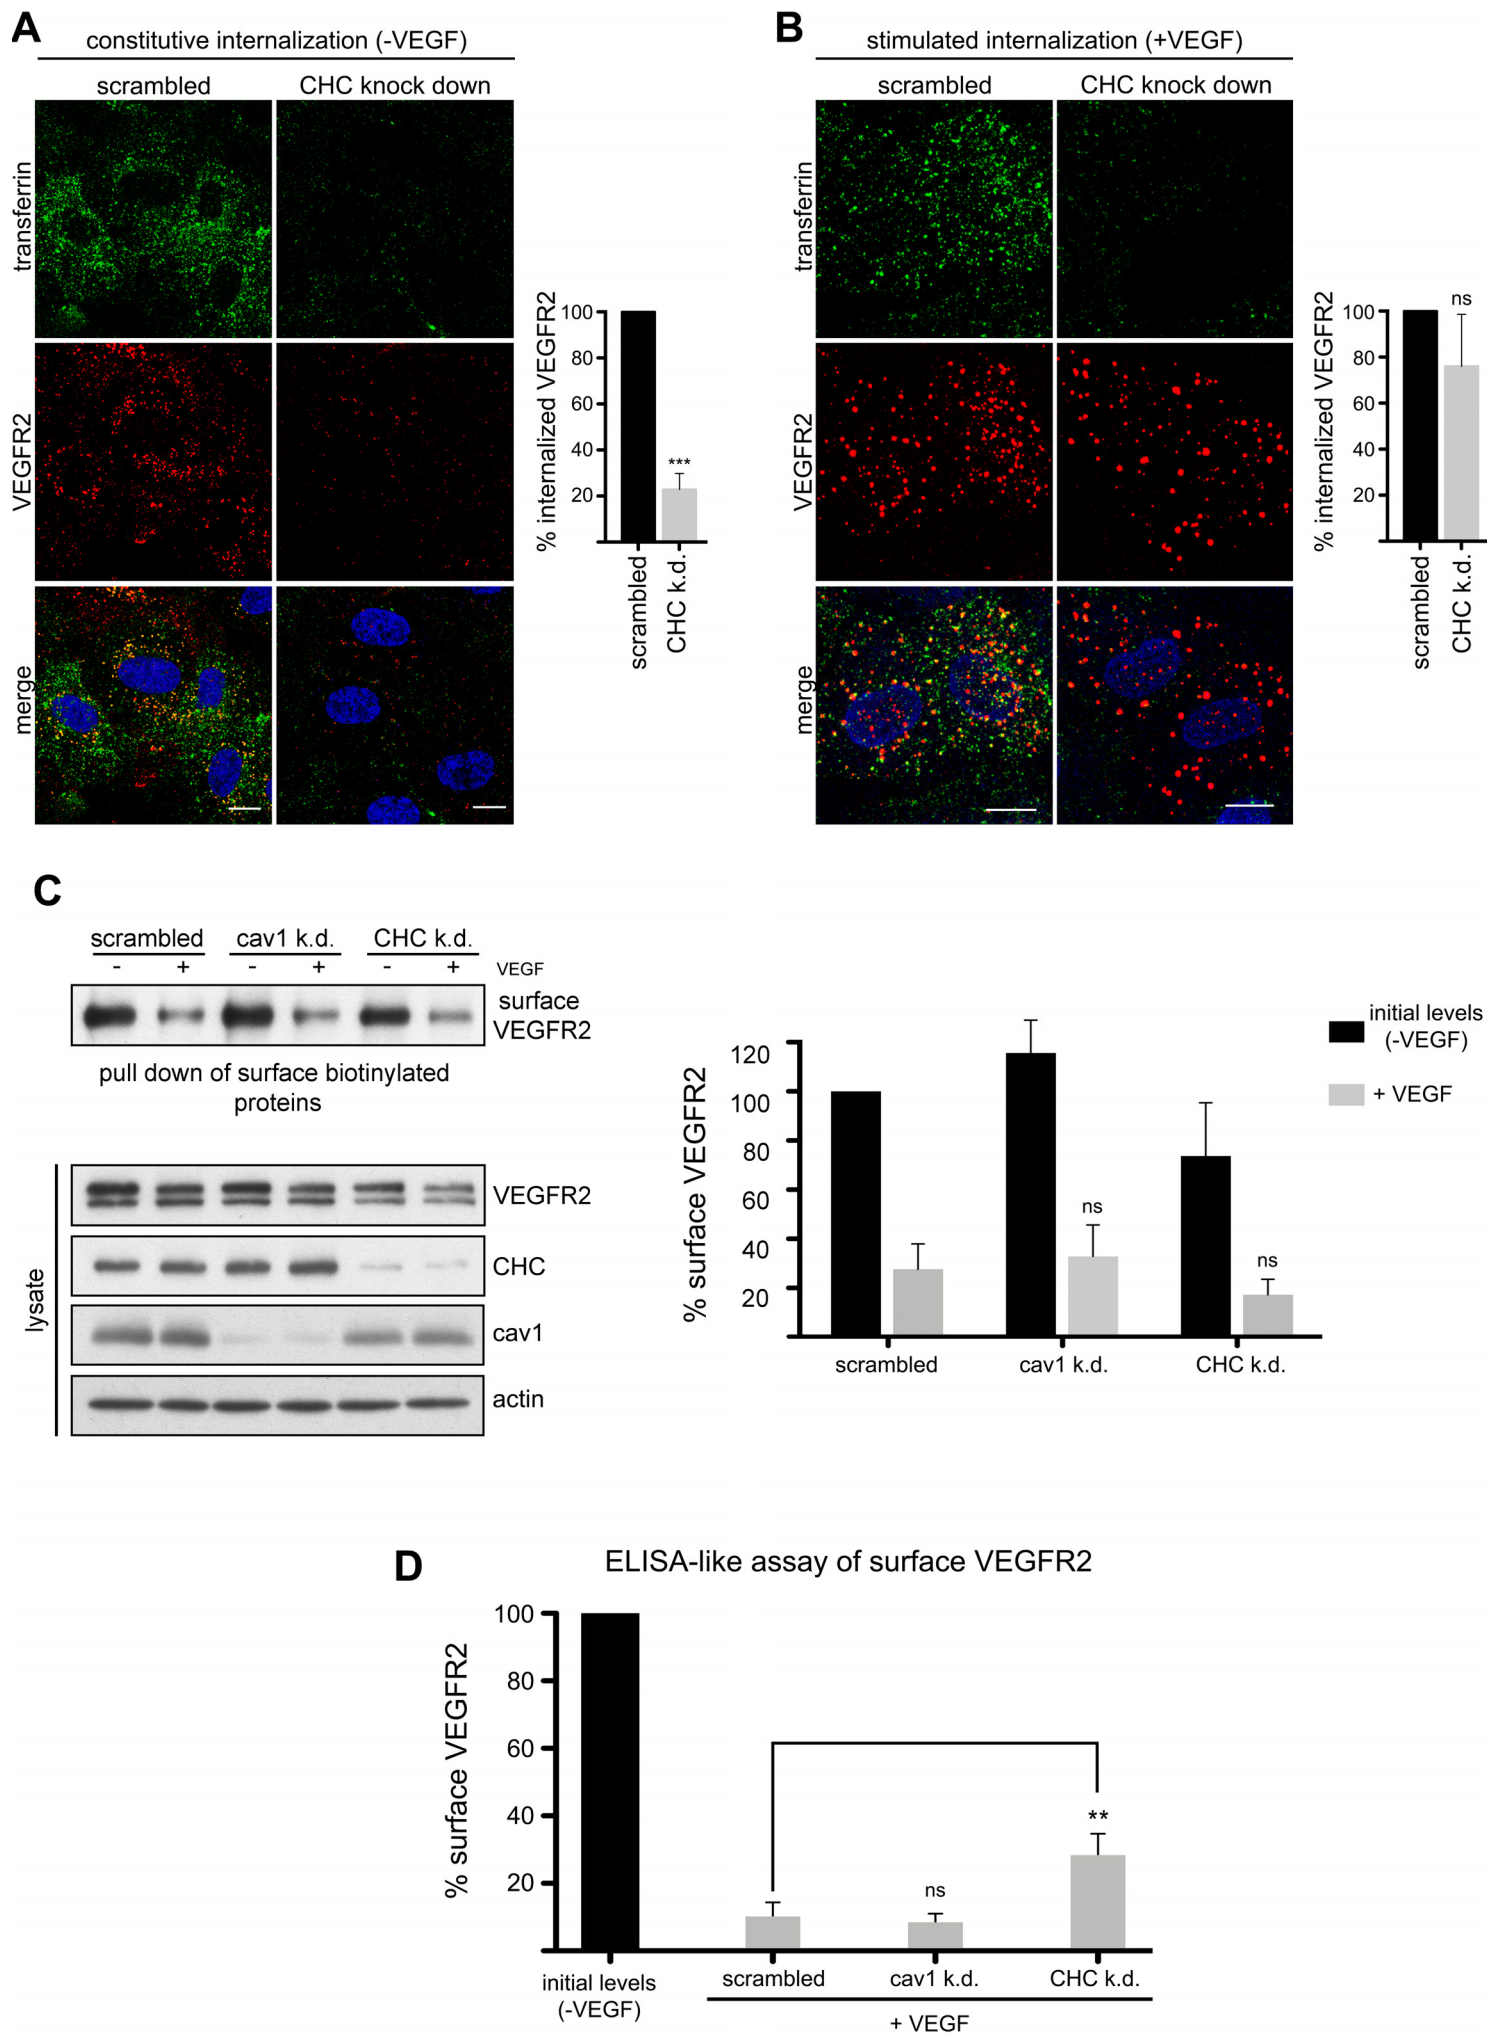 A
constitutive internalization (-VEGF)
scrambled
CHC knock down
transferrin
VEGFR2
merge
% internalized VEGFR2
100
80
60
40
20
***
scrambled
CHC k.d.
B
stimulated internalization (+VEGF)
scrambled
CHC knock down
transferrin
VEGFR2
merge
% internalized VEGFR2
100
80
60
40
20
ns
scrambled
CHC k.d.
C
scrambled
cav1 k.d.
CHC k.d.
- + - + - + VEGF
surface
VEGFR2
pull down of surface biotinylated
proteins
lysate
VEGFR2
CHC
cav1
actin
% surface VEGFR2
120
100
80
60
40
20
ns
ns
scrambled
cav1 k.d.
CHC k.d.
initial levels
(-VEGF)
+ VEGF
D
ELISA-like assay of surface VEGFR2
% surface VEGFR2
100
80
60
40
20
ns
**
initial levels
(-VEGF)
scrambled
cav1 k.d.
CHC k.d.
+ VEGF